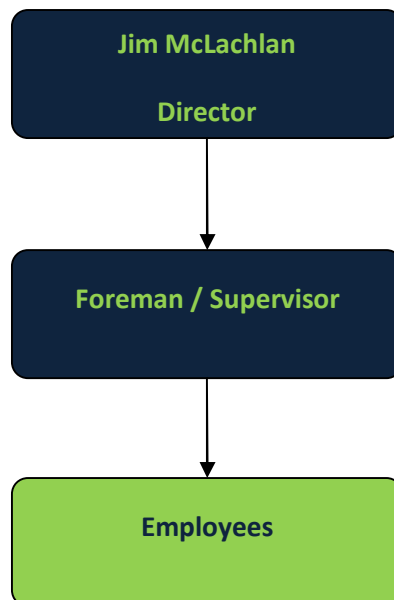 Jim McLachlan
Director
Foreman / Supervisor
Employees